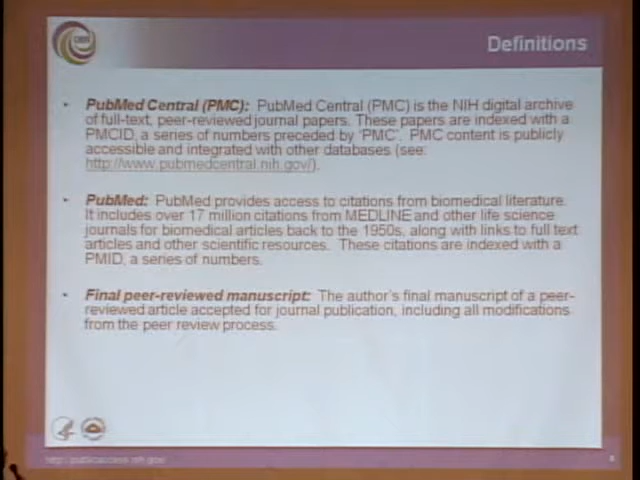 Definitions
• PubMed Central (PMC): PubMed Central (PMC) is the NIH digital archive
of full-text, peer-reviewed journal papers. These papers are indexed with a
PMCID, a series of numbers preceded by 'PMC'. PMC content is publicly
accessible and integrated with other databases (see:
http://www.pubmedcentral.nih.gov/).
• PubMed: PubMed provides access to citations from biomedical literature.
It includes over 17 million citations from MEDLINE and other life science
journals for biomedical articles back to the 1950s, along with links to full text
articles and other scientific resources. These citations are indexed with a
PMID, a series of numbers.
• Final peer-reviewed manuscript: The author's final manuscript of a peer-
reviewed article accepted for journal publication, including all modifications
from the peer review process.
http://publicaccess.nih.gov/